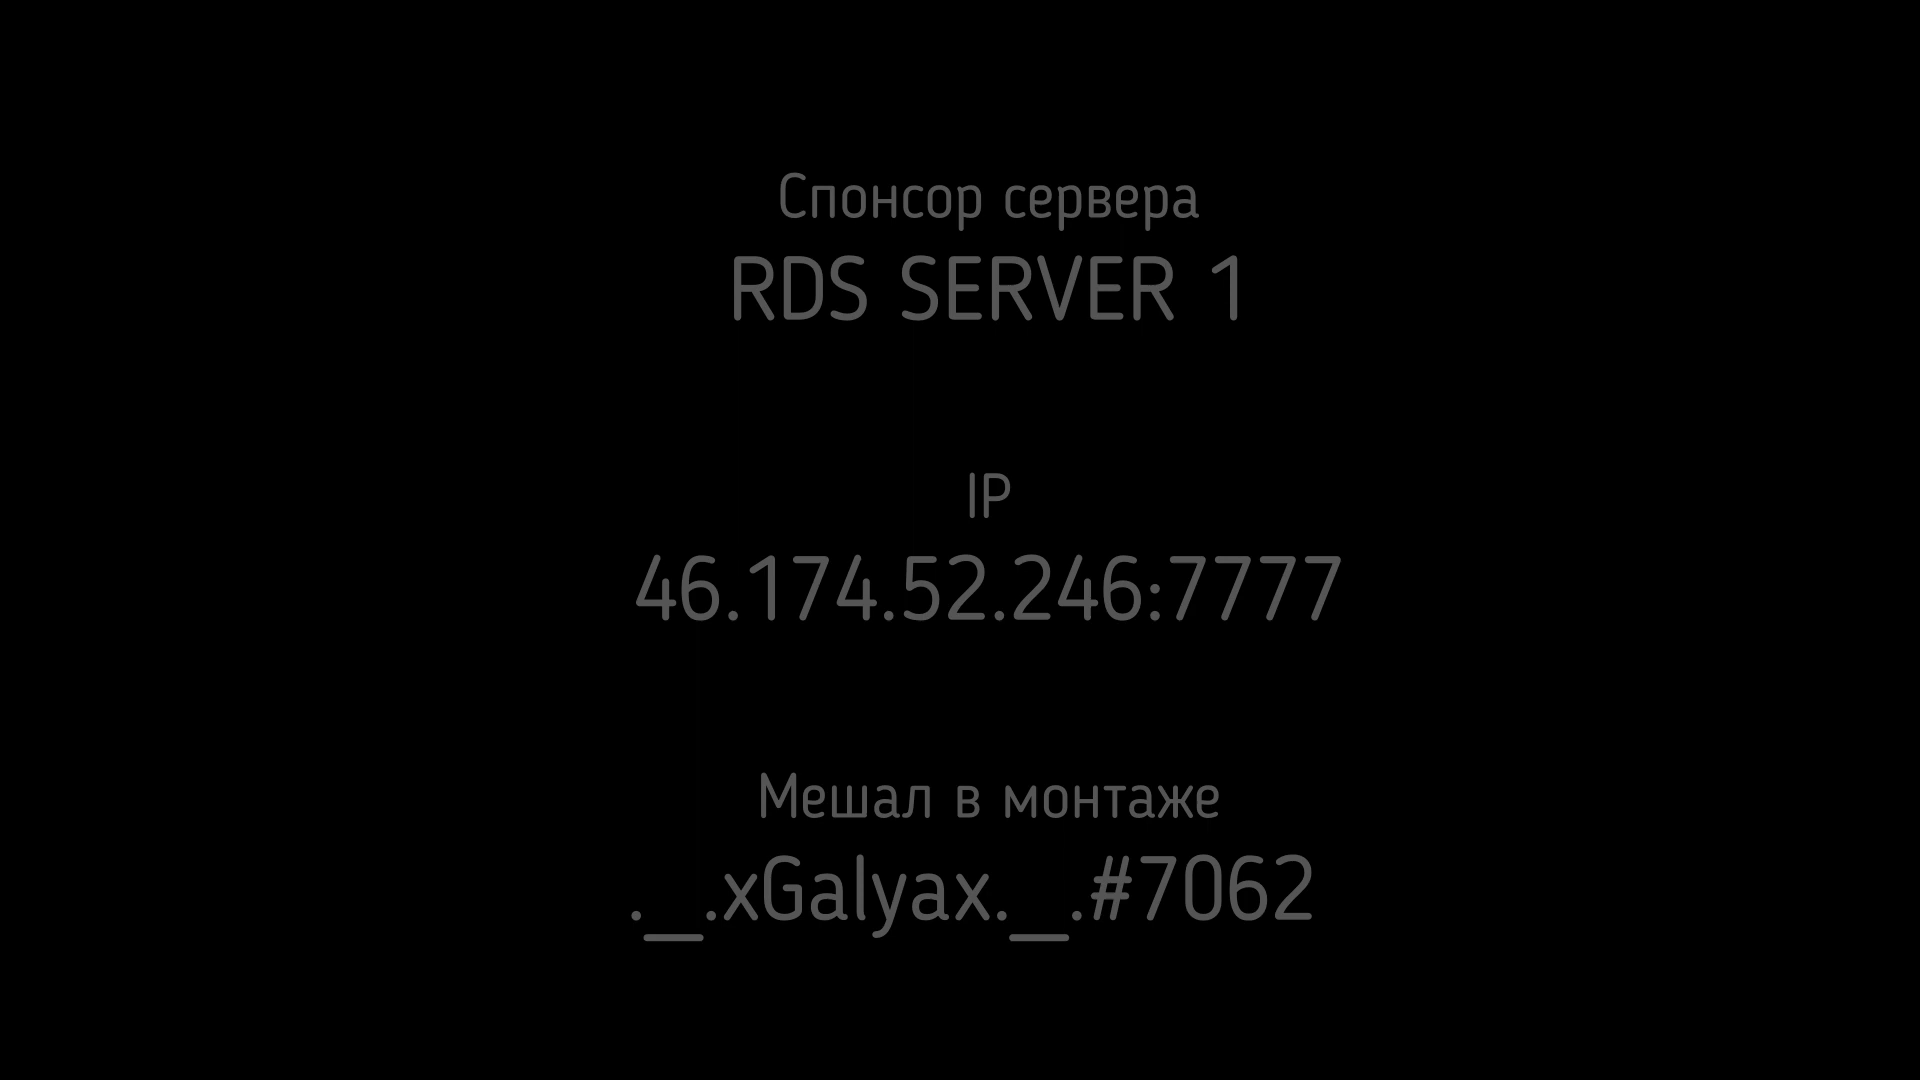 Спонсор сервера
RDS SERVER 1
IP
46.174.52.246:7777
Мешал в монтаже
._.xGalyax._.#7062